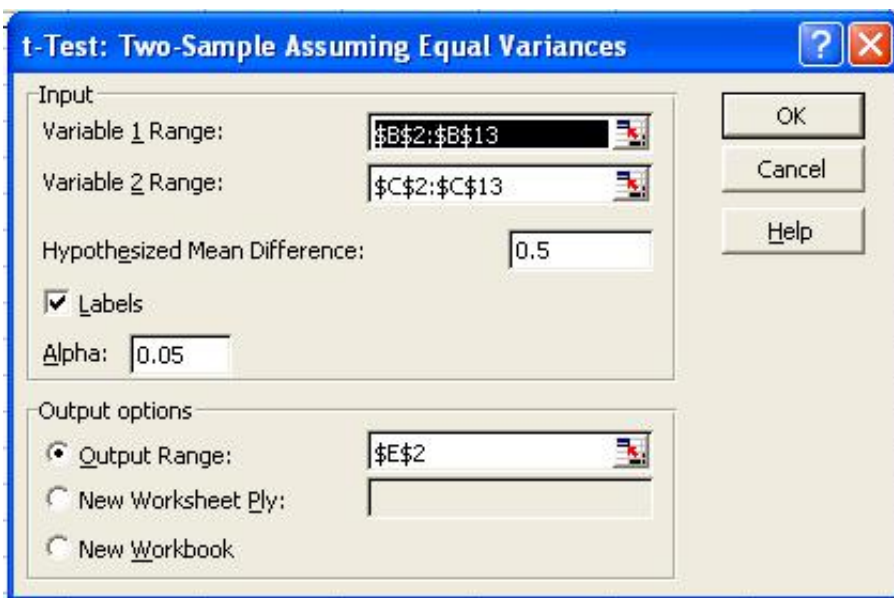 t-Test: Two-Sample Assuming Equal Variances
Input
Variable 1 Range: $B$2:$B$13
OK
Variable 2 Range: $C$2:$C$13
Cancel
Hypothesized Mean Difference: 0.5
Help
Labels
Alpha: 0.05
Output options
Output Range: $E$2
New Worksheet Ply:
New Workbook